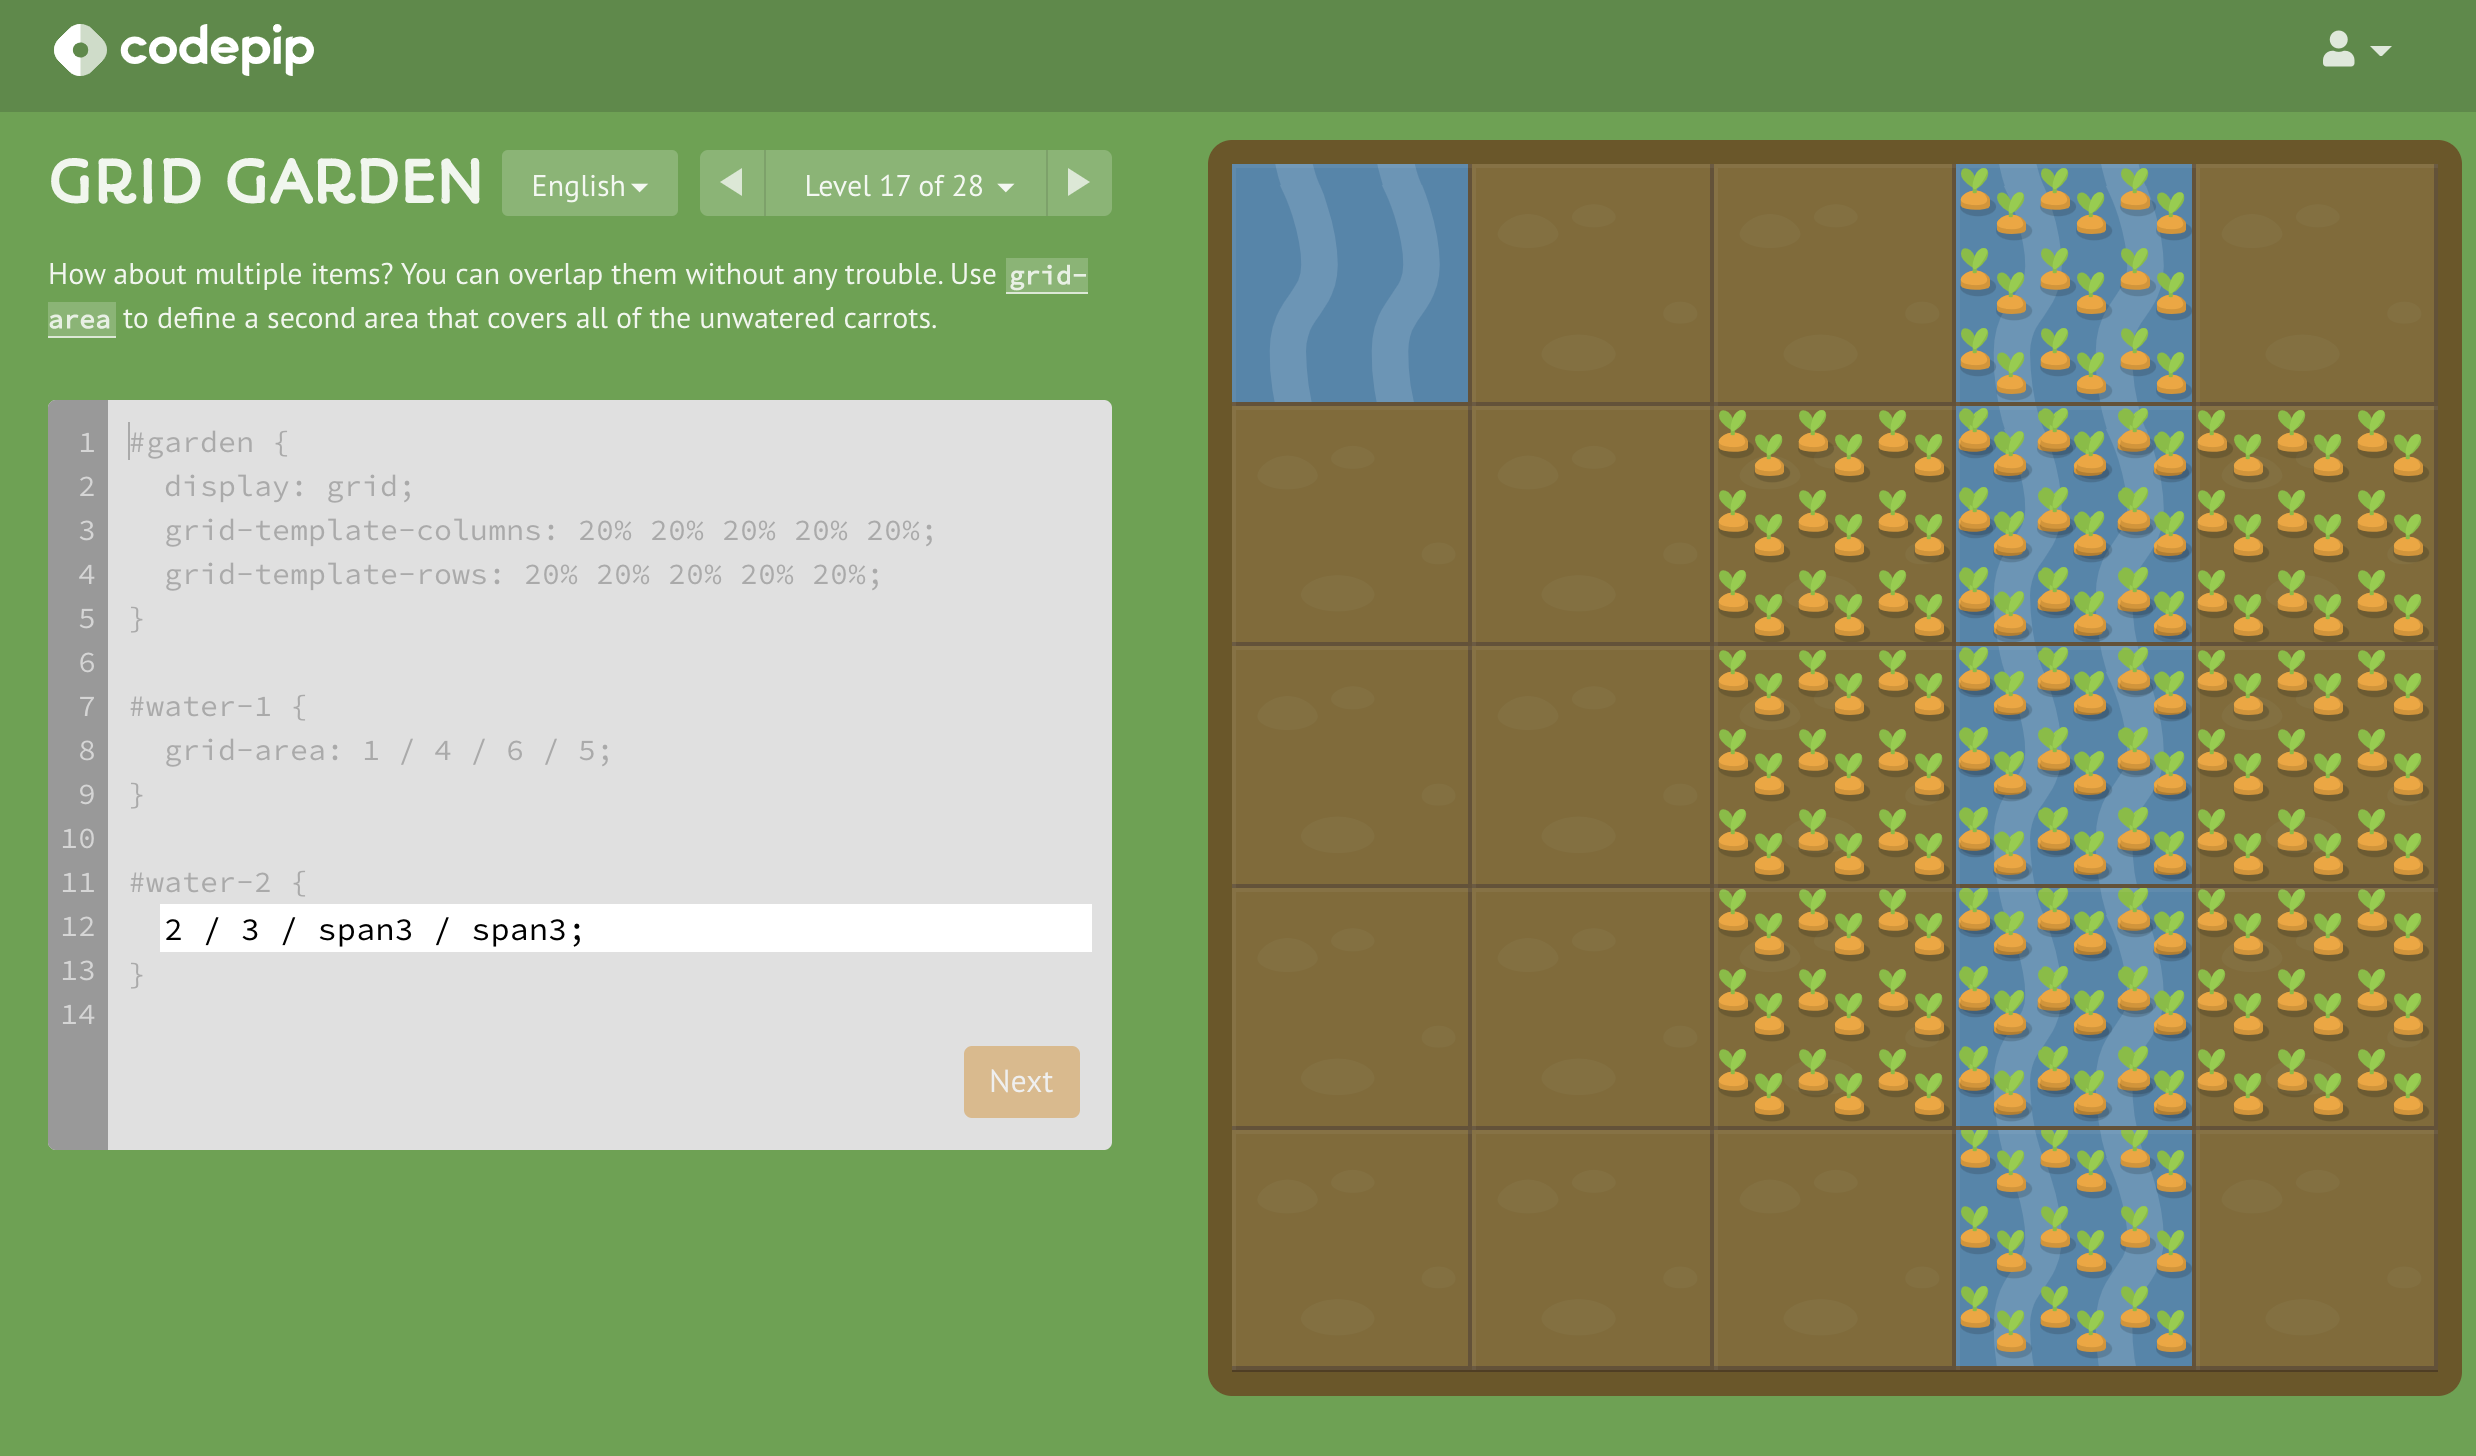 codepip
GRID GARDEN
English
Level 17 of 28
How about multiple items? You can overlap them without any trouble. Use grid-
area to define a second area that covers all of the unwatered carrots.
1 #garden {
2 display: grid;
3 grid-template-columns: 20% 20% 20% 20% 20%;
4 grid-template-rows: 20% 20% 20% 20% 20%;
5 }
6
7 #water-1 {
8 grid-area: 1 / 4 / 6 / 5;
9 }
10
11 #water-2 {
12 2 / 3 / span3 / span3;
13 }
14
Next